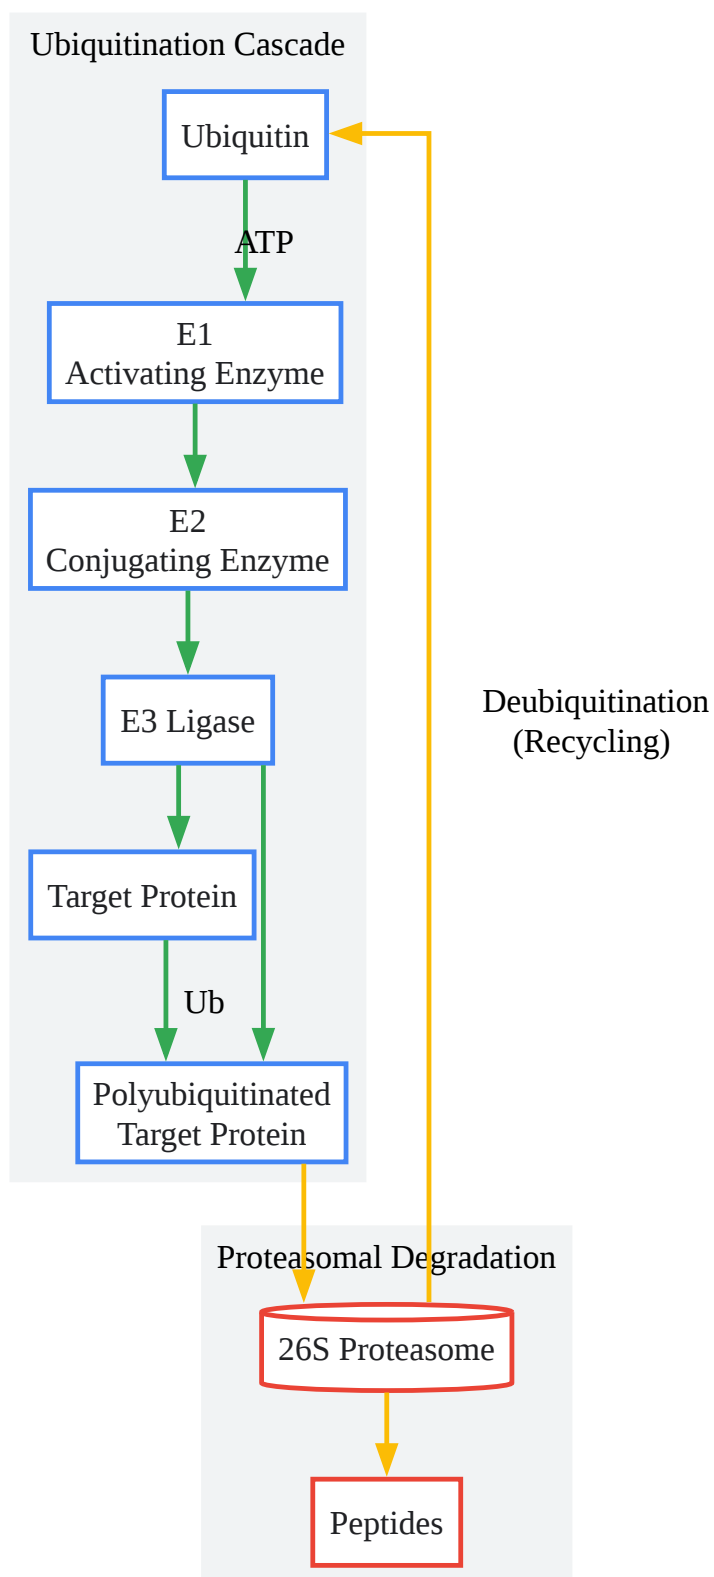 Ubiquitination Cascade
Ubiquitin
ATP
E1
Activating Enzyme
E2
Conjugating Enzyme
E3 Ligase
Deubiquitination
(Recycling)
Target Protein
Ub
Polyubiquitinated
Target Protein
Proteasomal Degradation
26S Proteasome
Peptides